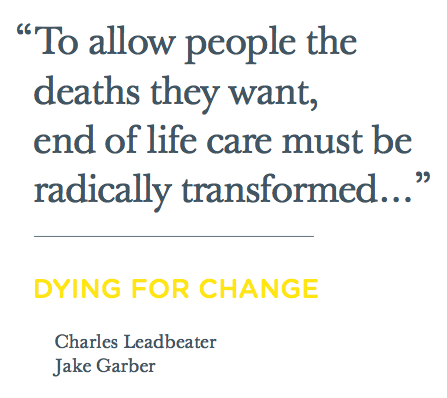 “To allow people the
deaths they want,
end of life care must be
radically transformed…”
DYING FOR CHANGE
Charles Leadbeater
Jake Garber